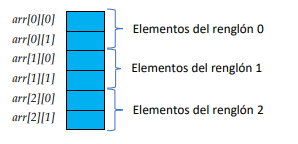 arr[0][0]
arr[0][1]
Elementos del renglón 0
arr[1][0]
arr[1][1]
Elementos del renglón 1
arr[2][0]
arr[2][1]
Elementos del renglón 2